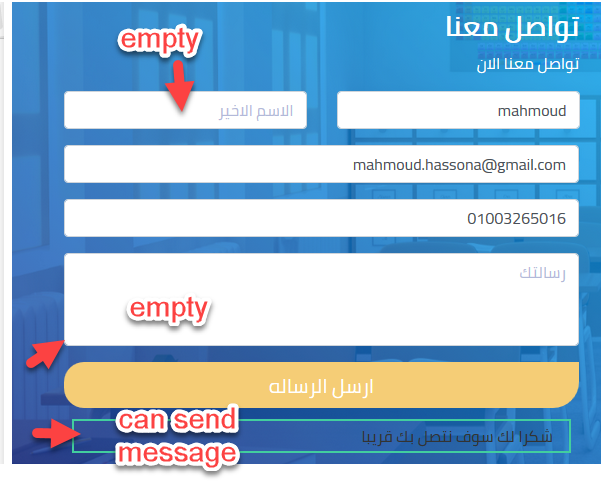 تواصل معنا
تواصل معنا الان
empty
mahmoud
الاسم الاخير
mahmoud.hassona@gmail.com
01003265016
رسالتك
empty
ارسل الرساله
can send
message
شكرا لك سوف نتصل بك قريبا